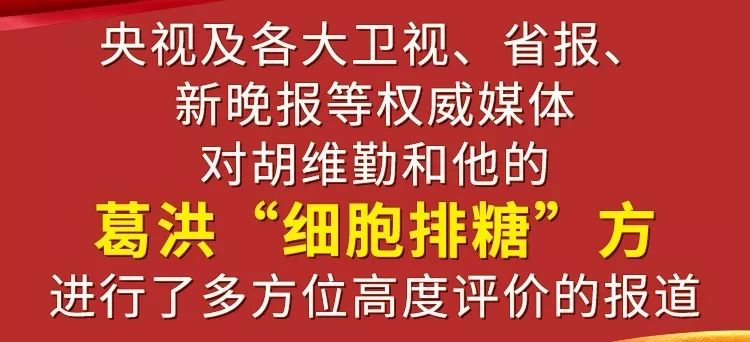 央视及各大卫视、省报、
新晚报等权威媒体
对胡维勤和他的
葛洪“细胞排糖”方
进行了多方位高度评价的报道